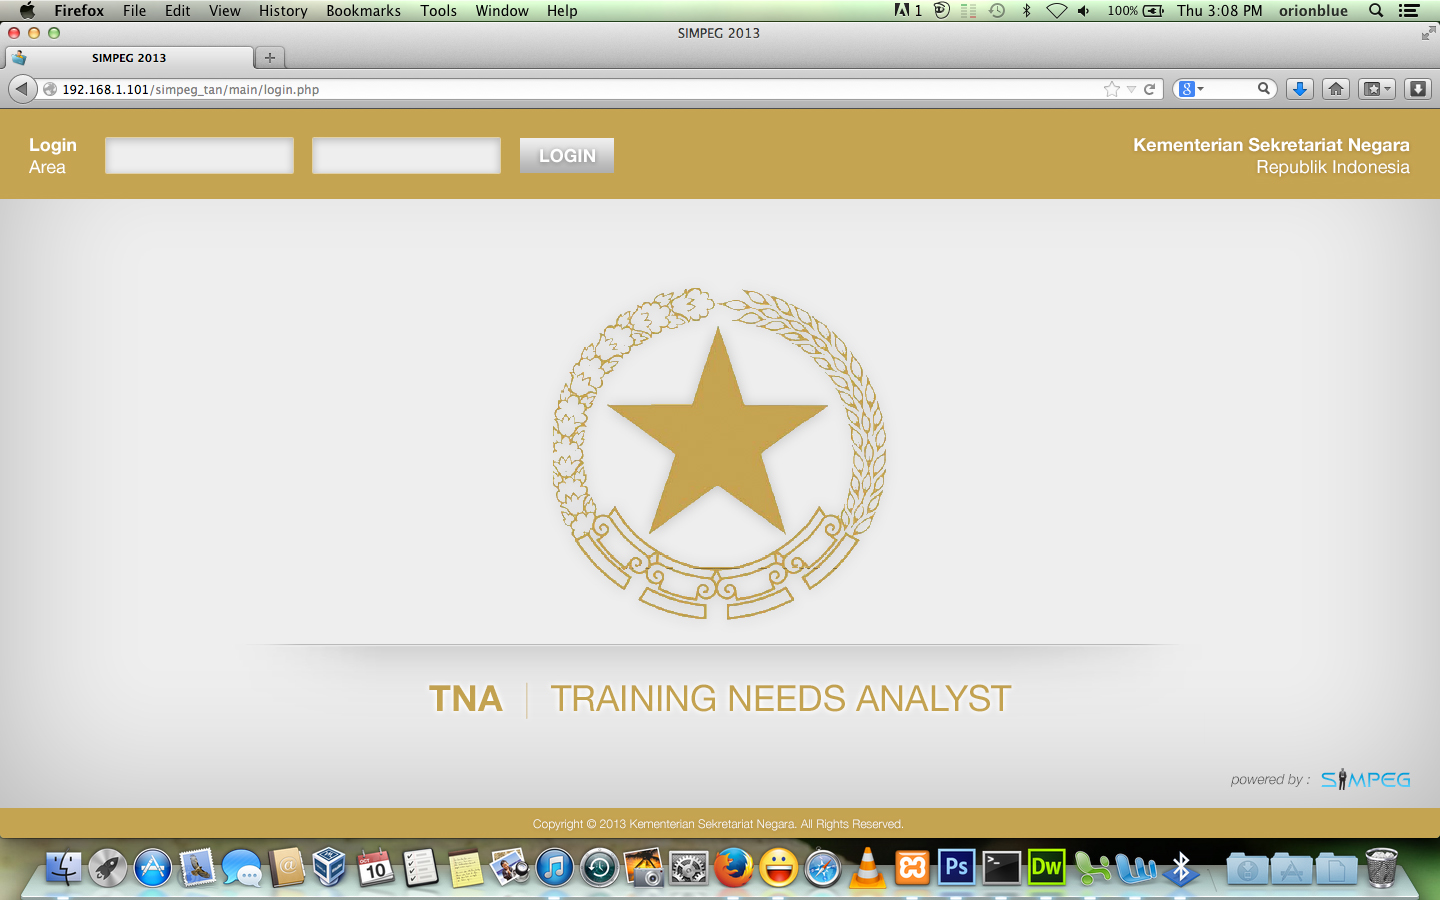 Firefox File Edit View History Bookmarks Tools Window Help 1 100% Thu 3:08 PM orionblue
SIMPEG 2013
SIMPEG 2013
192.168.1.101/simpeg_tan/main/login.php
Login
Area
LOGIN
Kementerian Sekretariat Negara
Republik Indonesia
TNA TRAINING NEEDS ANALYST
powered by : SIMPEG
Copyright © 2013 Kementerian Sekretariat Negara. All Rights Reserved.
OCT
10
Ps
Dw